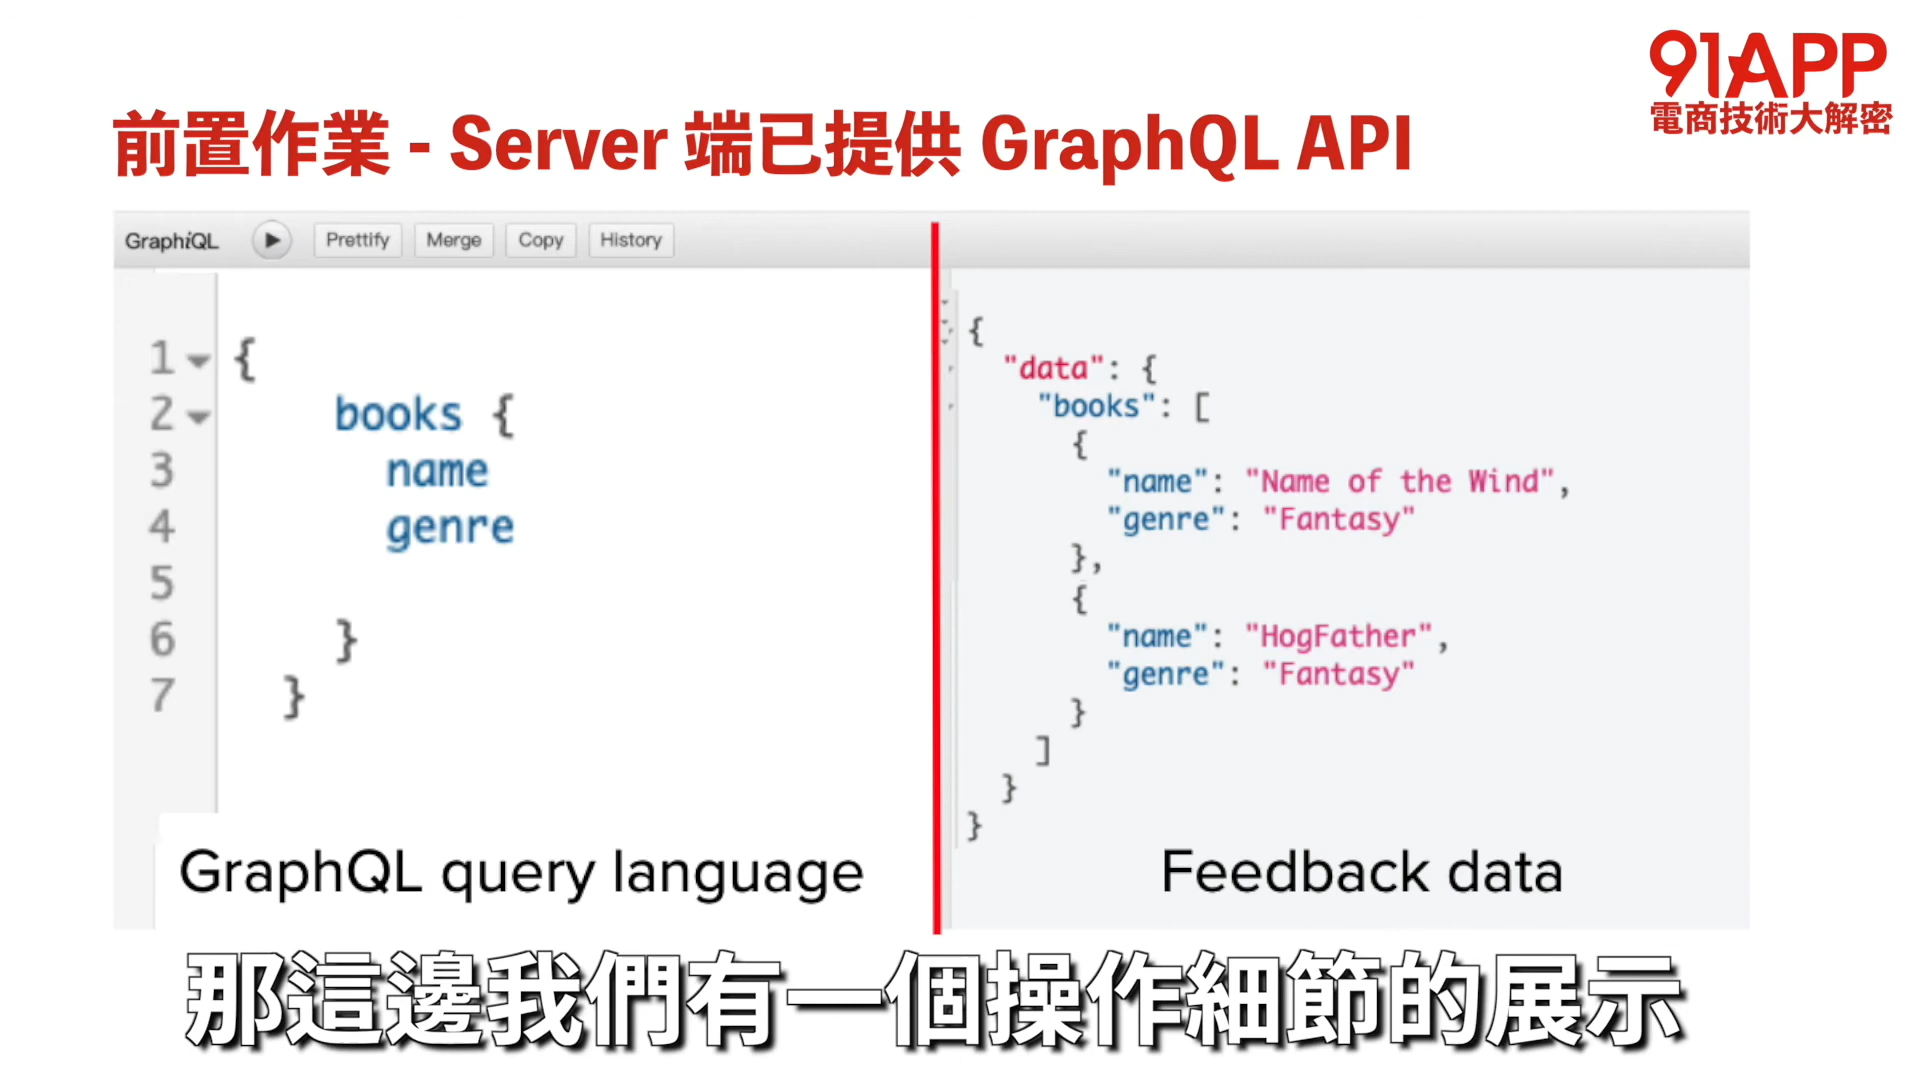 91APP
電商技術大解密
前置作業 - Server 端已提供 GraphQL API
GraphiQL Prettify Merge Copy History
1 {
2 books {
3 name
4 genre
5
6 }
7 }
{
"data": {
"books": [
{
"name": "Name of the Wind",
"genre": "Fantasy"
},
{
"name": "HogFather",
"genre": "Fantasy"
}
]
}
}
GraphQL query language
Feedback data
那這邊我們有一個操作細節的展示